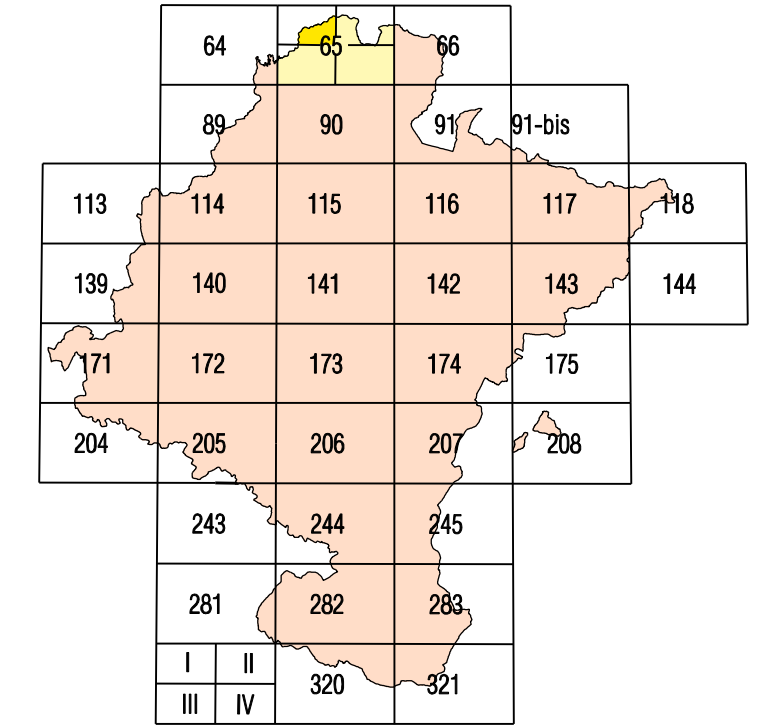 64 65 66
89 90 91 91-bis
113 114 115 116 117 118
139 140 141 142 143 144
171 172 173 174 175
204 205 206 207 208
243 244 245
281 282 283
I II
320 321
III IV